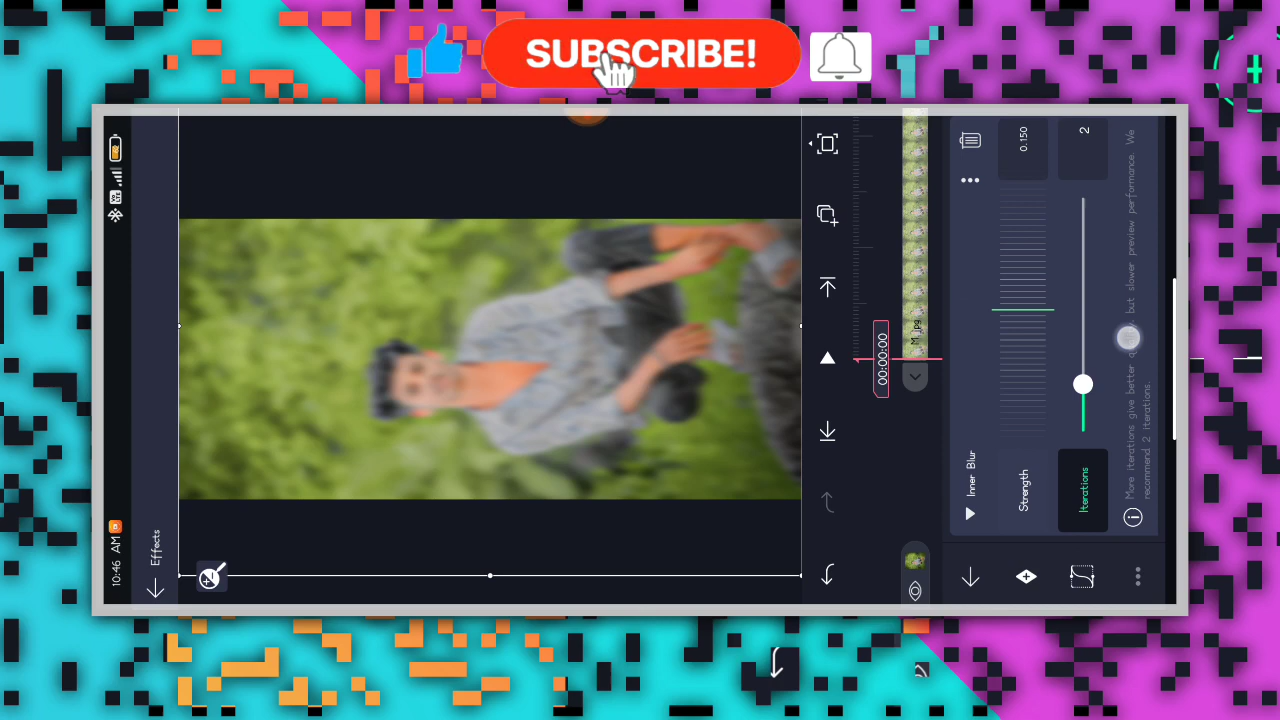 SUBSCRIBE!
10:46 AM
Effects
00:00:00
M.jpg
Inner Blur
Strength
0.150
Iterations
2
More iterations give better q but slower preview performance. We
recommend 2 iterations.